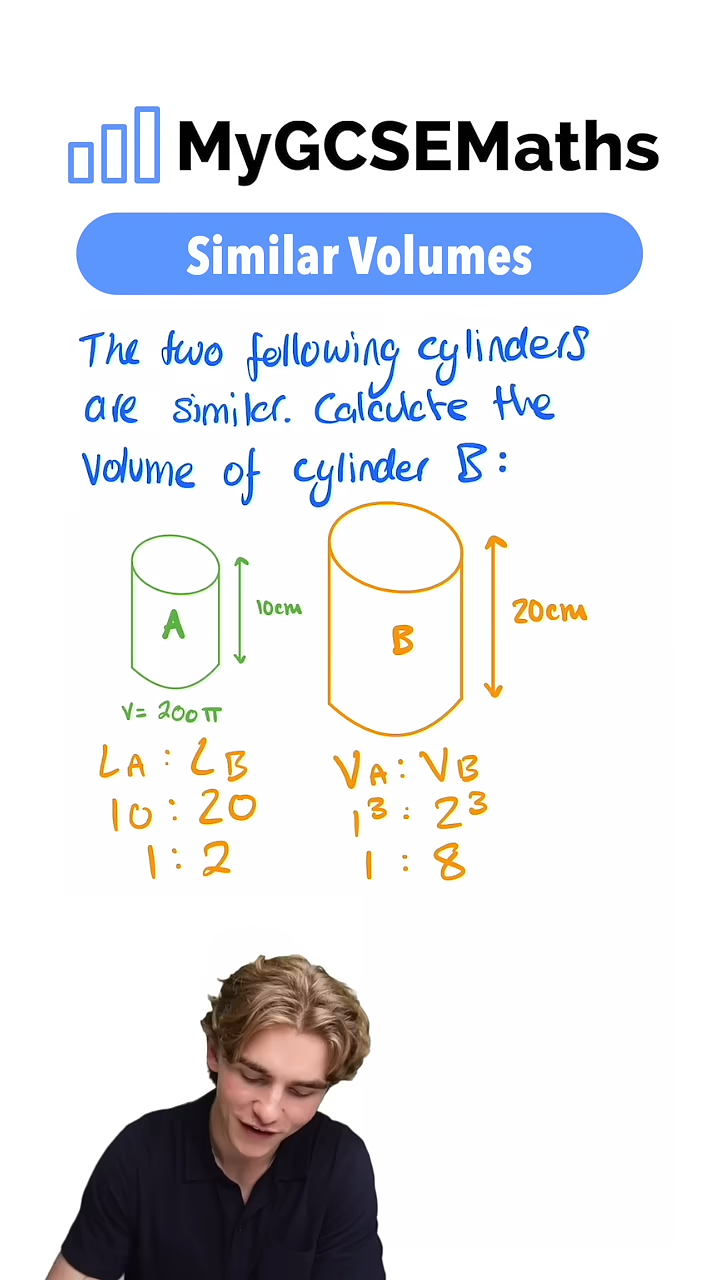 MyGCSEMaths
Similar Volumes
The two following cylinders
are similar. Calculate the
Volume of cylinder B:
A
10cm
V= 200π
B
20cm
LA : LB
10 : 20
1 : 2
VA : VB
1³ : 2³
1 : 8